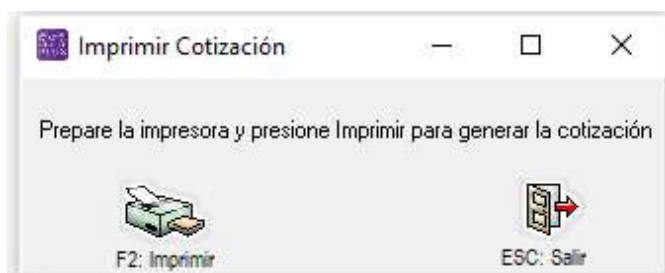 Imprimir Cotización
Prepare la impresora y presione Imprimir para generar la cotización
F2: Imprimir ESC: Salir